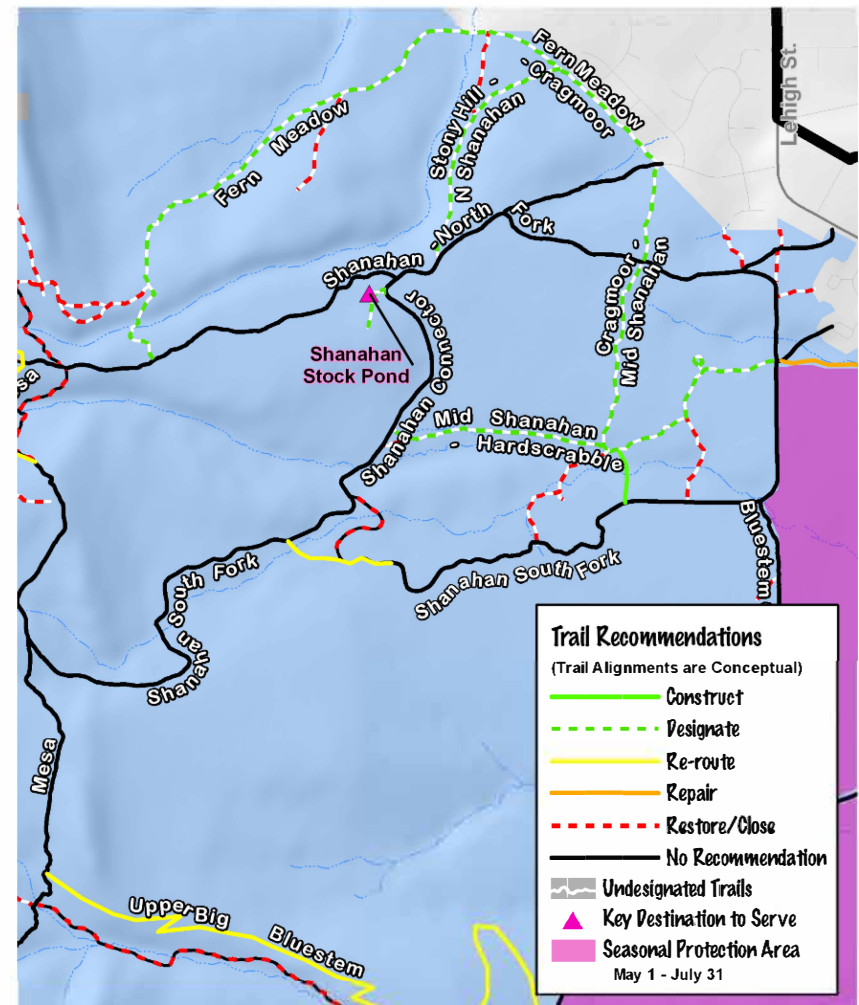 Fern Meadow
- Cragmoor
Lehigh St.
Fern Meadow
Stony Hill -
N Shanahan
Shanahan - North Fork
Cragmoor -
Mid Shanahan
Shanahan
Stock Pond
Shanahan Connector
sa
Mid Shanahan
- Hardscrabble
Bluestem
Shanahan South Fork
Shanahan South Fork
Mesa
Upper Big Bluestem
Trail Recommendations
(Trail Alignments are Conceptual)
Construct
Designate
Re-route
Repair
Restore/Close
No Recommendation
Undesignated Trails
Key Destination to Serve
Seasonal Protection Area
May 1 - July 31